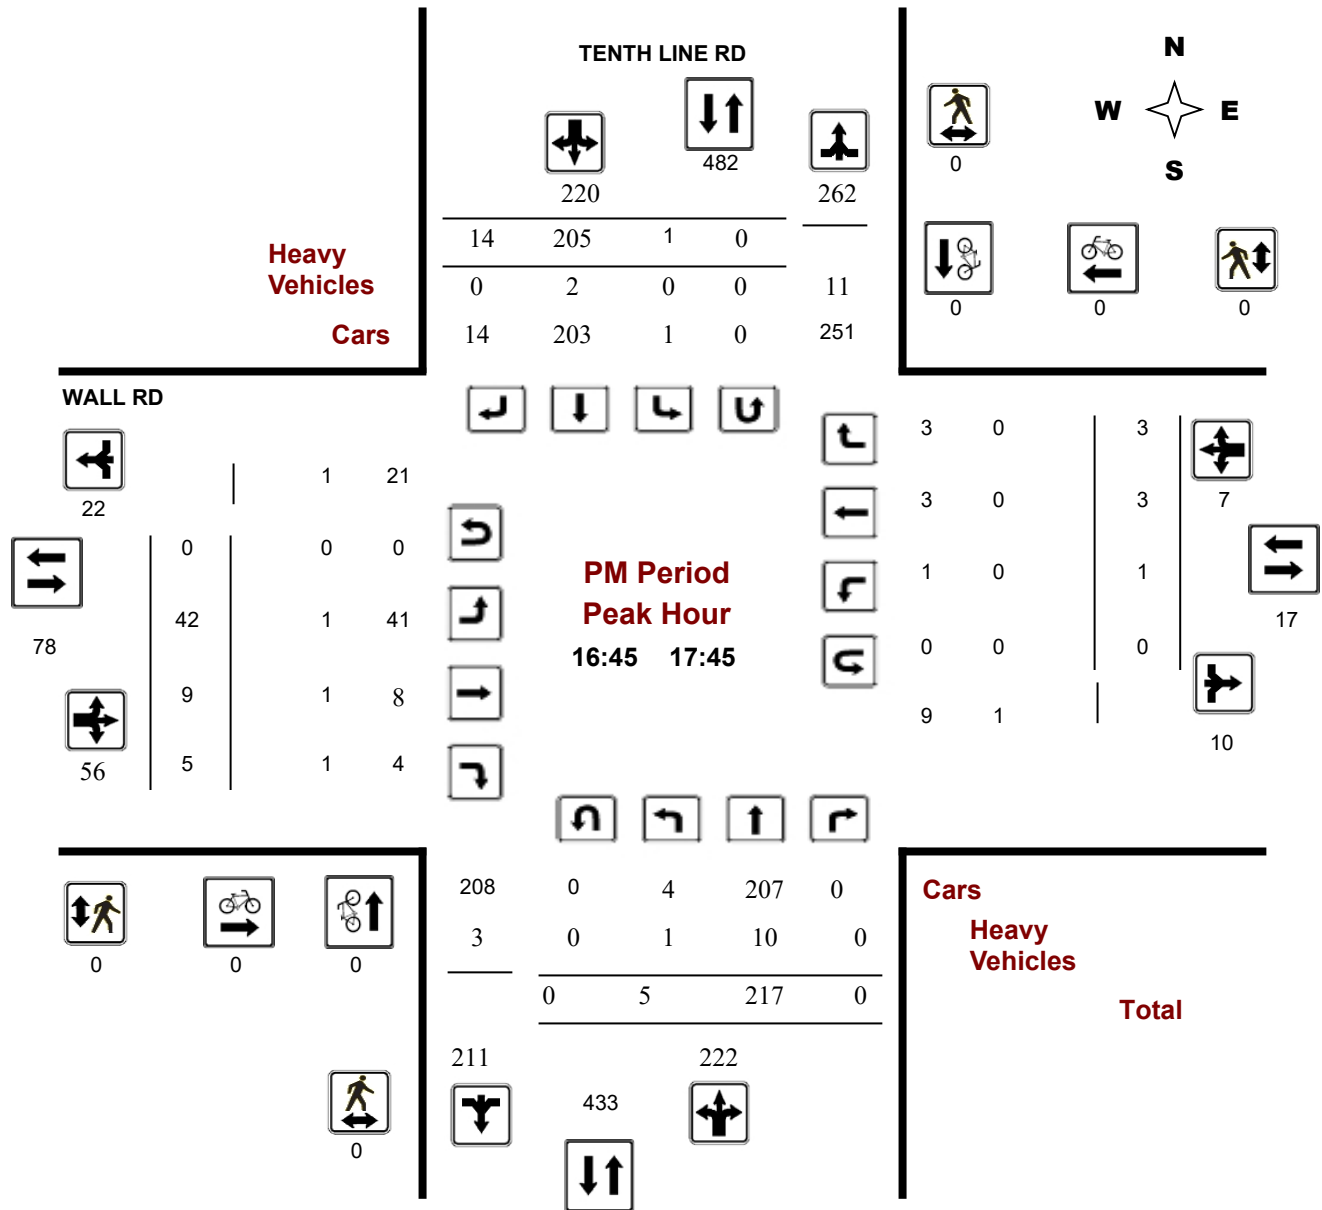 TENTH LINE RD
N
W E
S
482
0
220
262
14 205 1 0
Heavy
Vehicles
0 2 0 0 11
Cars
14 203 1 0 251
0 0 0
WALL RD
3 0 3
1 21
22
3 0 3 7
0 0 0
PM Period
1 0 1
Peak Hour
42 1 41
17
78
16:45 17:45
0 0 0
9 1 8
9 1
10
56
5 1 4
208 0 4 207 0
Cars
3 0 1 10 0
Heavy
Vehicles
0 0 0
0 5 217 0
Total
211
222
433
0